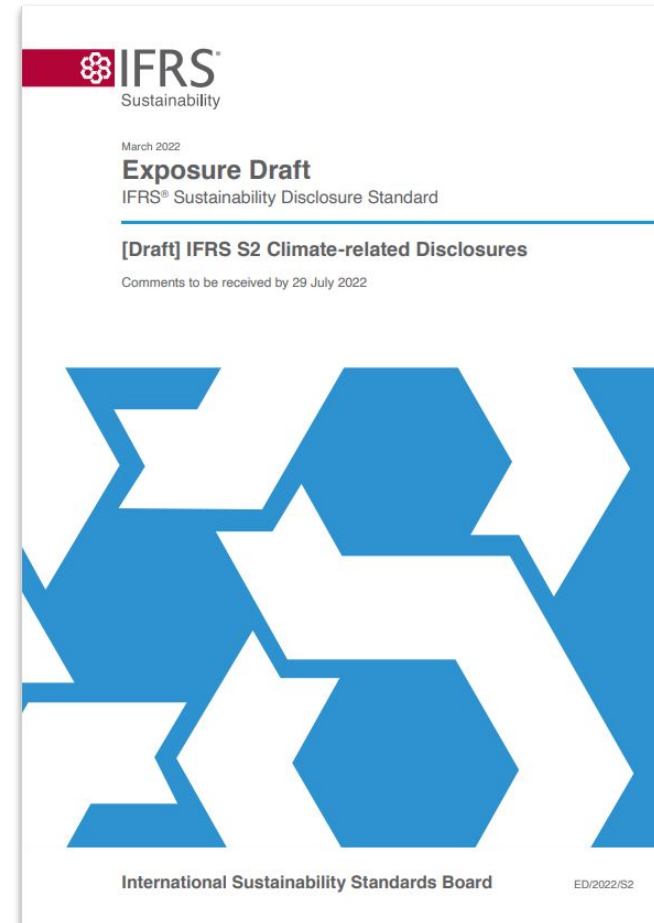 IFRS®
Sustainability
March 2022
Exposure Draft
IFRS® Sustainability Disclosure Standard
[Draft] IFRS S2 Climate-related Disclosures
Comments to be received by 29 July 2022
International Sustainability Standards Board
ED/2022/S2